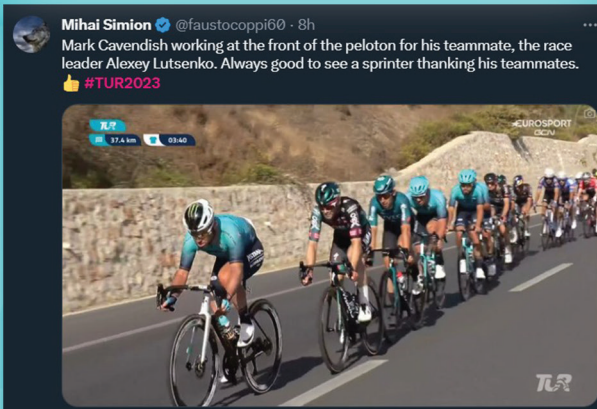 Mihai Simion @faustocoppi60 · 8h
Mark Cavendish working at the front of the peloton for his teammate, the race
leader Alexey Lutsenko. Always good to see a sprinter thanking his teammates.
👍 #TUR2023
TUR
37.4 km 03:40
EUROSPORT
GCN
TUR